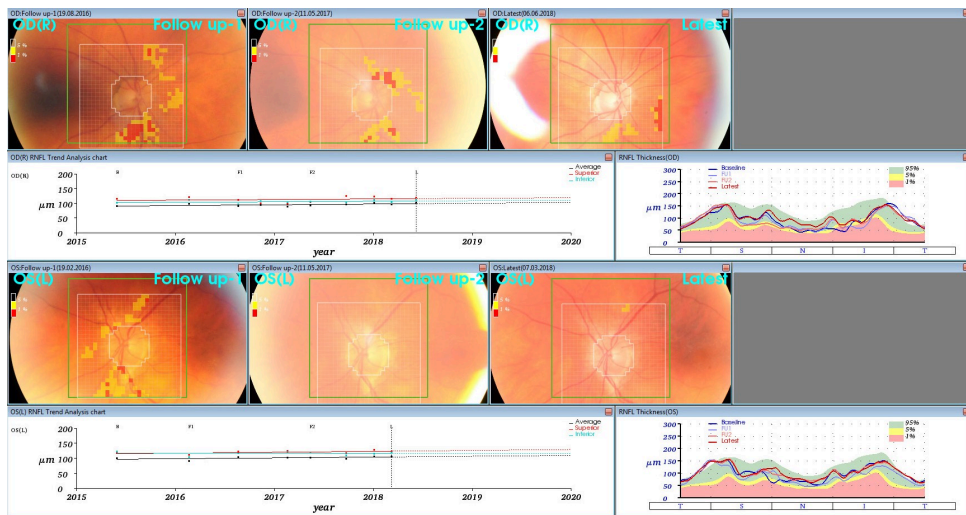 OD:Follow up-1(19.08.2016)
OD:Follow up-2(11.05.2017)
OD:Latest(06.06.2018)
OD(R) Follow up-1
OD(R) Follow up-2
OD(R) Latest
5 %
1 %
OD(R) RNFL Trend Analysis chart
RNFL Thickness(OD)
OD(R)
200
150
100
50
0
μm
B
F1
F2
L
Average
Superior
Inferior
2015 2016 2017 2018 2019 2020
year
Baseline
FU1
FU2
Latest
95%
5%
1%
300
250
200
μm 150
100
50
0
T S N I T
OS:Follow up-1(19.02.2016)
OS:Follow up-2(11.05.2017)
OS:Latest(07.03.2018)
OS(L) Follow up-1
OS(L) Follow up-2
OS(L) Latest
OS(L) RNFL Trend Analysis chart
RNFL Thickness(OS)
OS(L)
200
150
100
50
0
μm
F1
F2
Average
Superior
Inferior
2015 2016 2017 2018 2019 2020
year
Baseline
FU1
FU2
Latest
95%
5%
1%
300
250
200
μm 150
100
50
0
T S N I T